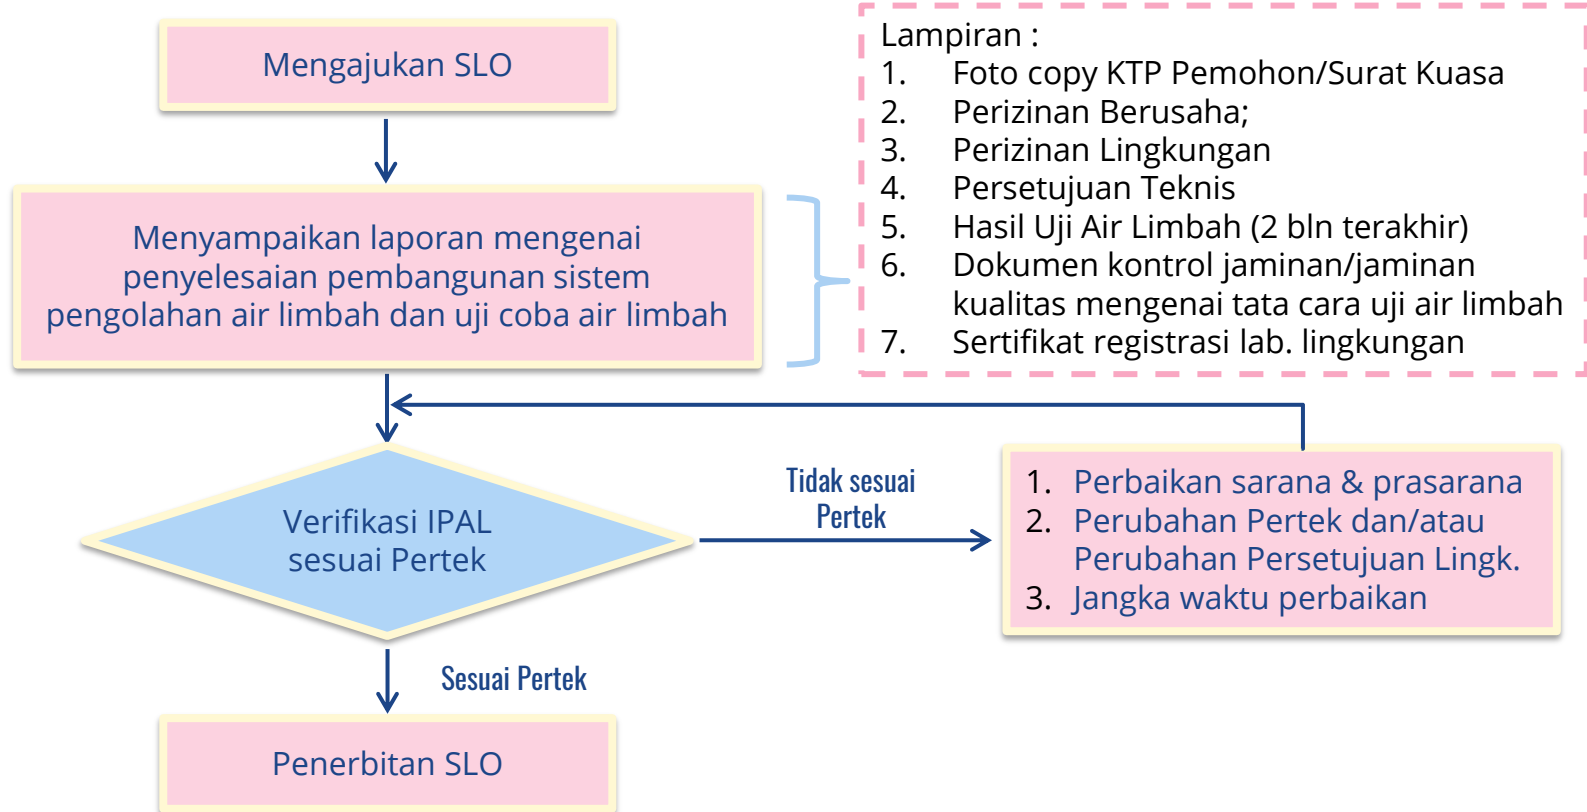 Mengajukan SLO
Lampiran :
1. Foto copy KTP Pemohon/Surat Kuasa
2. Perizinan Berusaha;
3. Perizinan Lingkungan
4. Persetujuan Teknis
5. Hasil Uji Air Limbah (2 bln terakhir)
6. Dokumen kontrol jaminan/jaminan
kualitas mengenai tata cara uji air limbah
7. Sertifikat registrasi lab. lingkungan
Menyampaikan laporan mengenai
penyelesaian pembangunan sistem
pengolahan air limbah dan uji coba air limbah
Verifikasi IPAL
sesuai Pertek
Tidak sesuai
Pertek
1. Perbaikan sarana & prasarana
2. Perubahan Pertek dan/atau
Perubahan Persetujuan Lingk.
3. Jangka waktu perbaikan
Sesuai Pertek
Penerbitan SLO